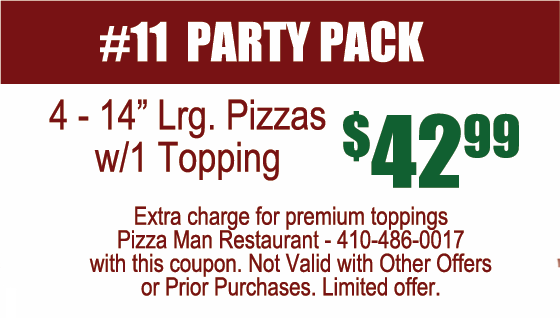 #11 PARTY PACK
4 - 14” Lrg. Pizzas
w/1 Topping
$42.99
Extra charge for premium toppings
Pizza Man Restaurant - 410-486-0017
with this coupon. Not Valid with Other Offers
or Prior Purchases. Limited offer.